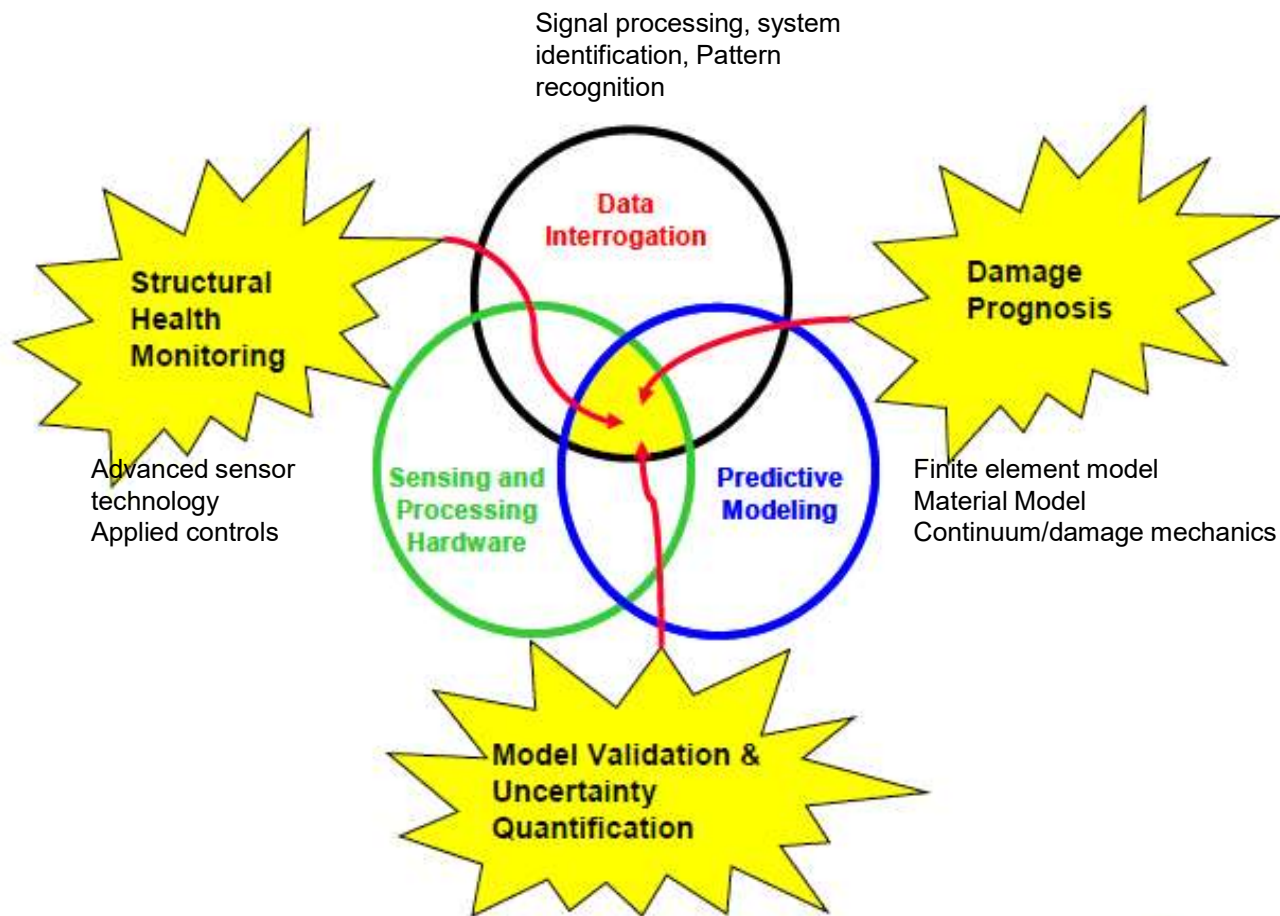 Signal processing, system
identification, Pattern
recognition
Data
Interrogation
Structural
Health
Monitoring
Damage
Prognosis
Advanced sensor
technology
Applied controls
Sensing and
Processing
Hardware
Predictive
Modeling
Finite element model
Material Model
Continuum/damage mechanics
Model Validation &
Uncertainty
Quantification